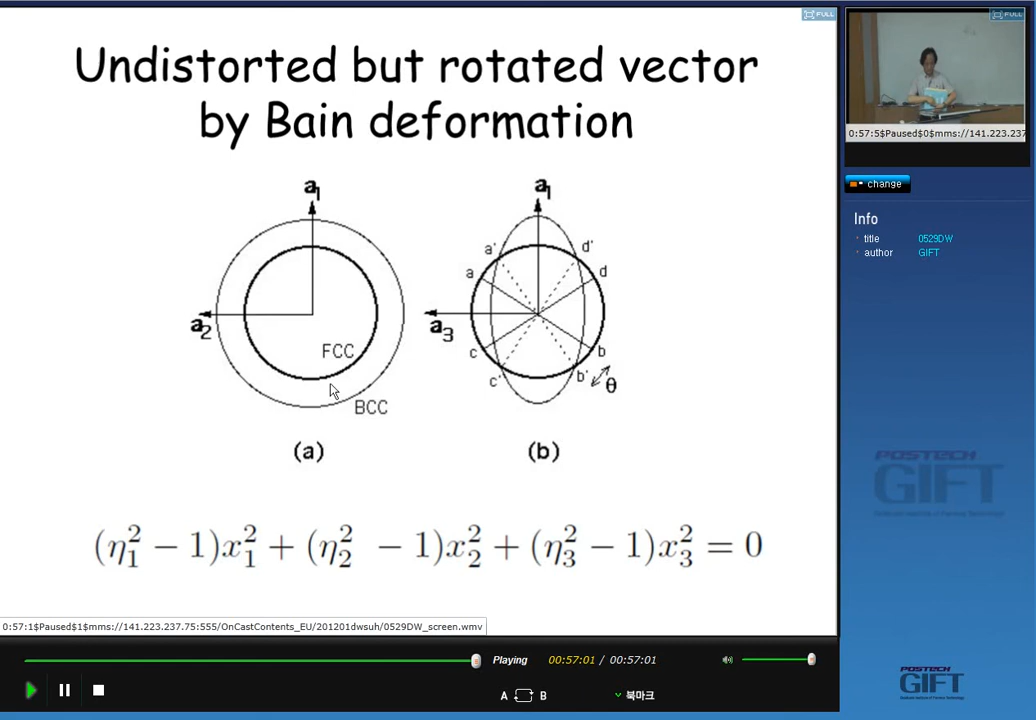 FULL
FULL
Undistorted but rotated vector
by Bain deformation
a1
a2
FCC
BCC
(a)
a1
a3
a'
d'
a
d
c
b
c'
b'
θ
(b)
(η₁² − 1)x₁² + (η₂² − 1)x₂² + (η₃² − 1)x₃² = 0
0:57:1$Paused$1$mms://141.223.237.75:555/OnCastContents_EU/201201dwsuh/0529DW_screen.wmv
0:57:5$Paused$0$mms://141.223.237
change
Info
title 0529DW
author GIFT
POSTECH
GIFT
Playing 00:57:01 / 00:57:01
A B
북마크
POSTECH
GIFT